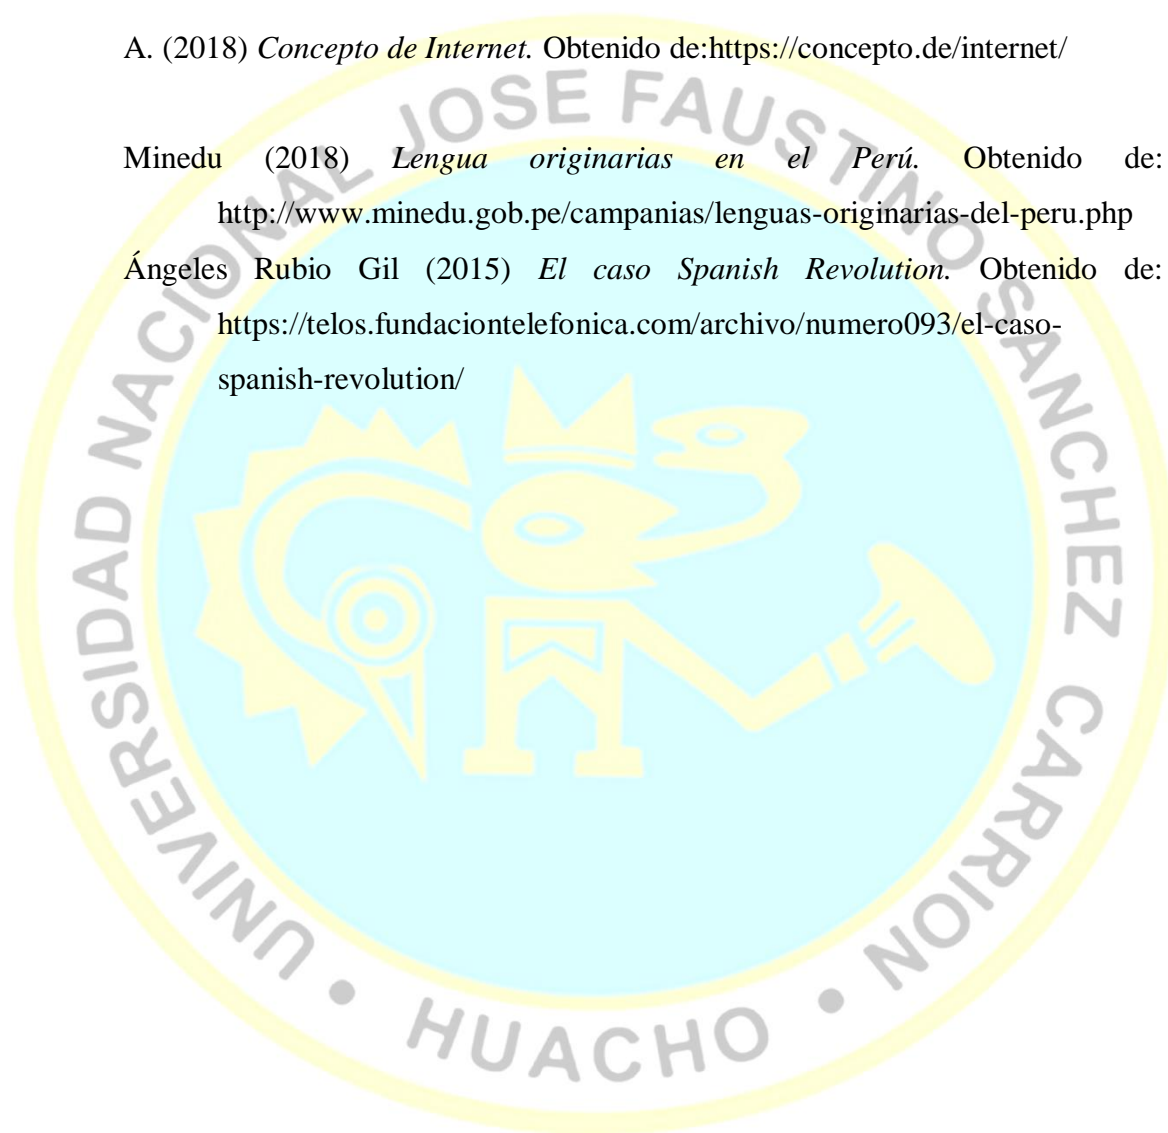 A. (2018) Concepto de Internet. Obtenido de:https://concepto.de/internet/
Minedu (2018) Lengua originarias en el Perú. Obtenido de:
http://www.minedu.gob.pe/campanias/lenguas-originarias-del-peru.php
Ángeles Rubio Gil (2015) El caso Spanish Revolution. Obtenido de:
https://telos.fundaciontelefonica.com/archivo/numero093/el-caso-
spanish-revolution/
UNIVERSIDAD NACIONAL JOSE FAUSTINO SANCHEZ CARRION
• HUACHO •